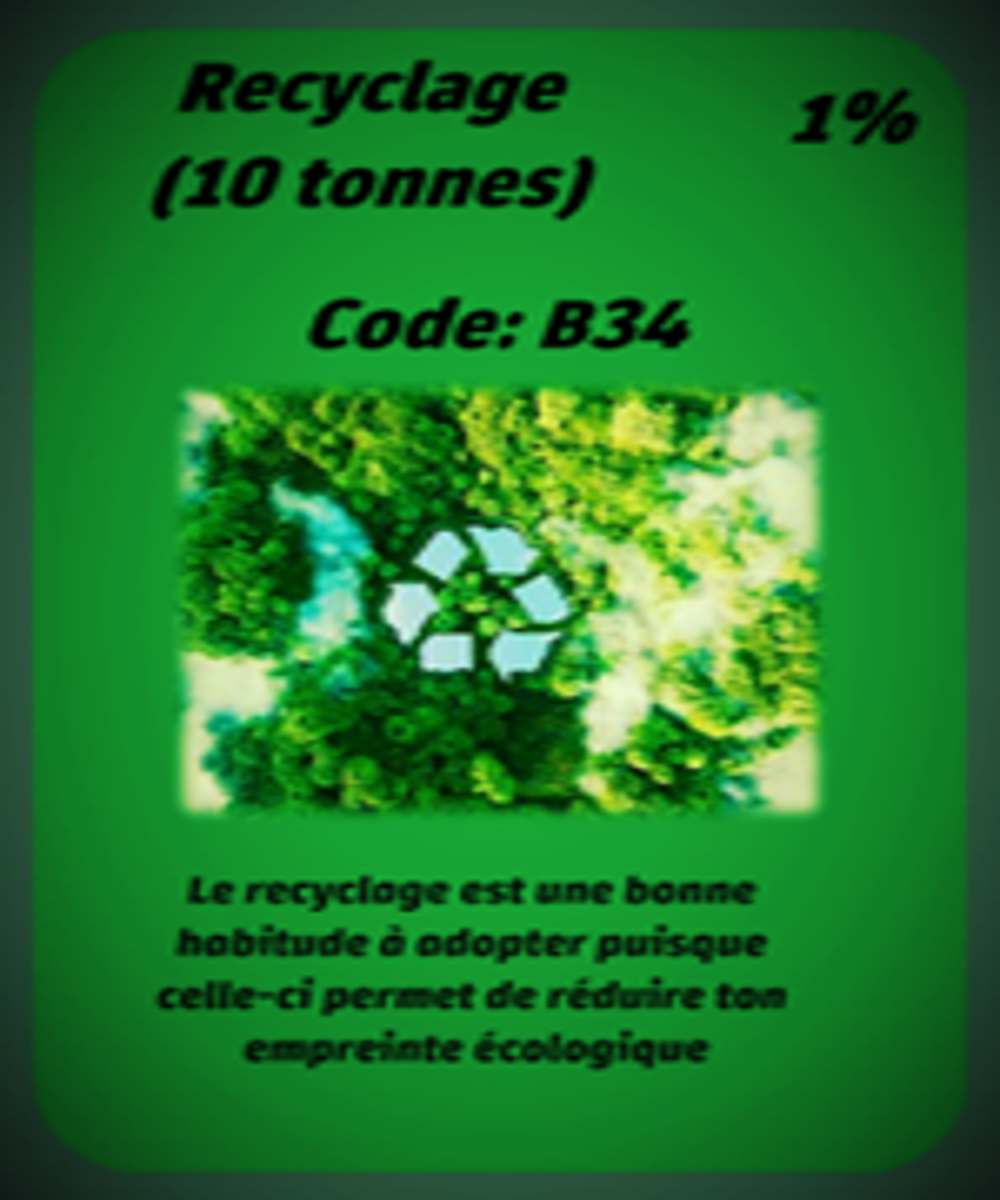 Recyclage
1%
(10 tonnes)
Code: B34
Le recyclage est une bonne
habitude à adopter puisque
celle-ci permet de réduire ton
empreinte écologique